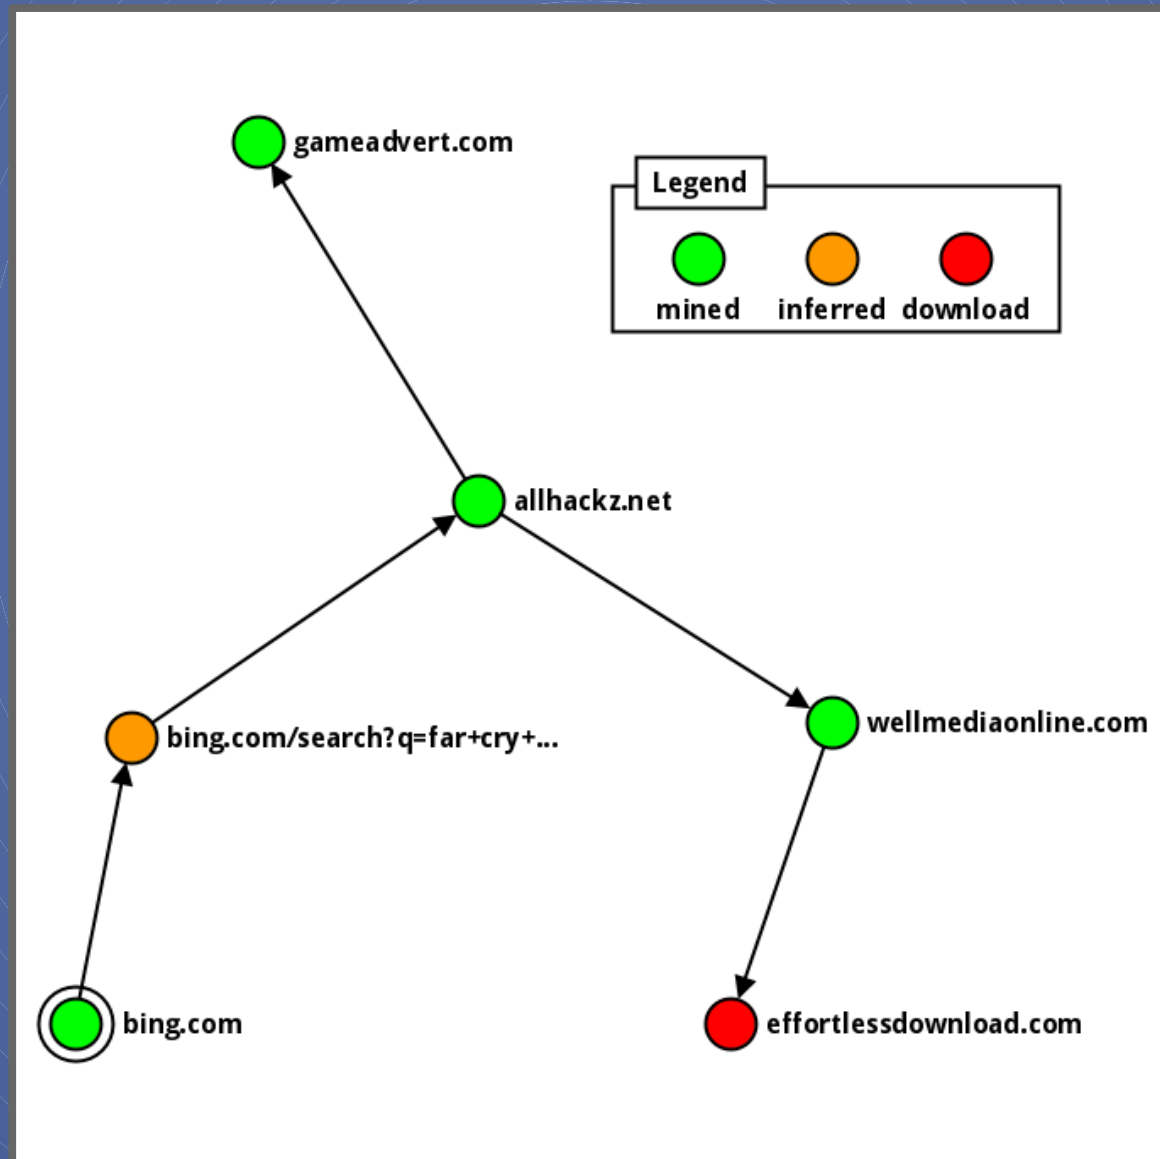 gameadvert.com
Legend
mined inferred download
allhackz.net
wellmediaonline.com
bing.com/search?q=far+cry+...
bing.com
effortlessdownload.com